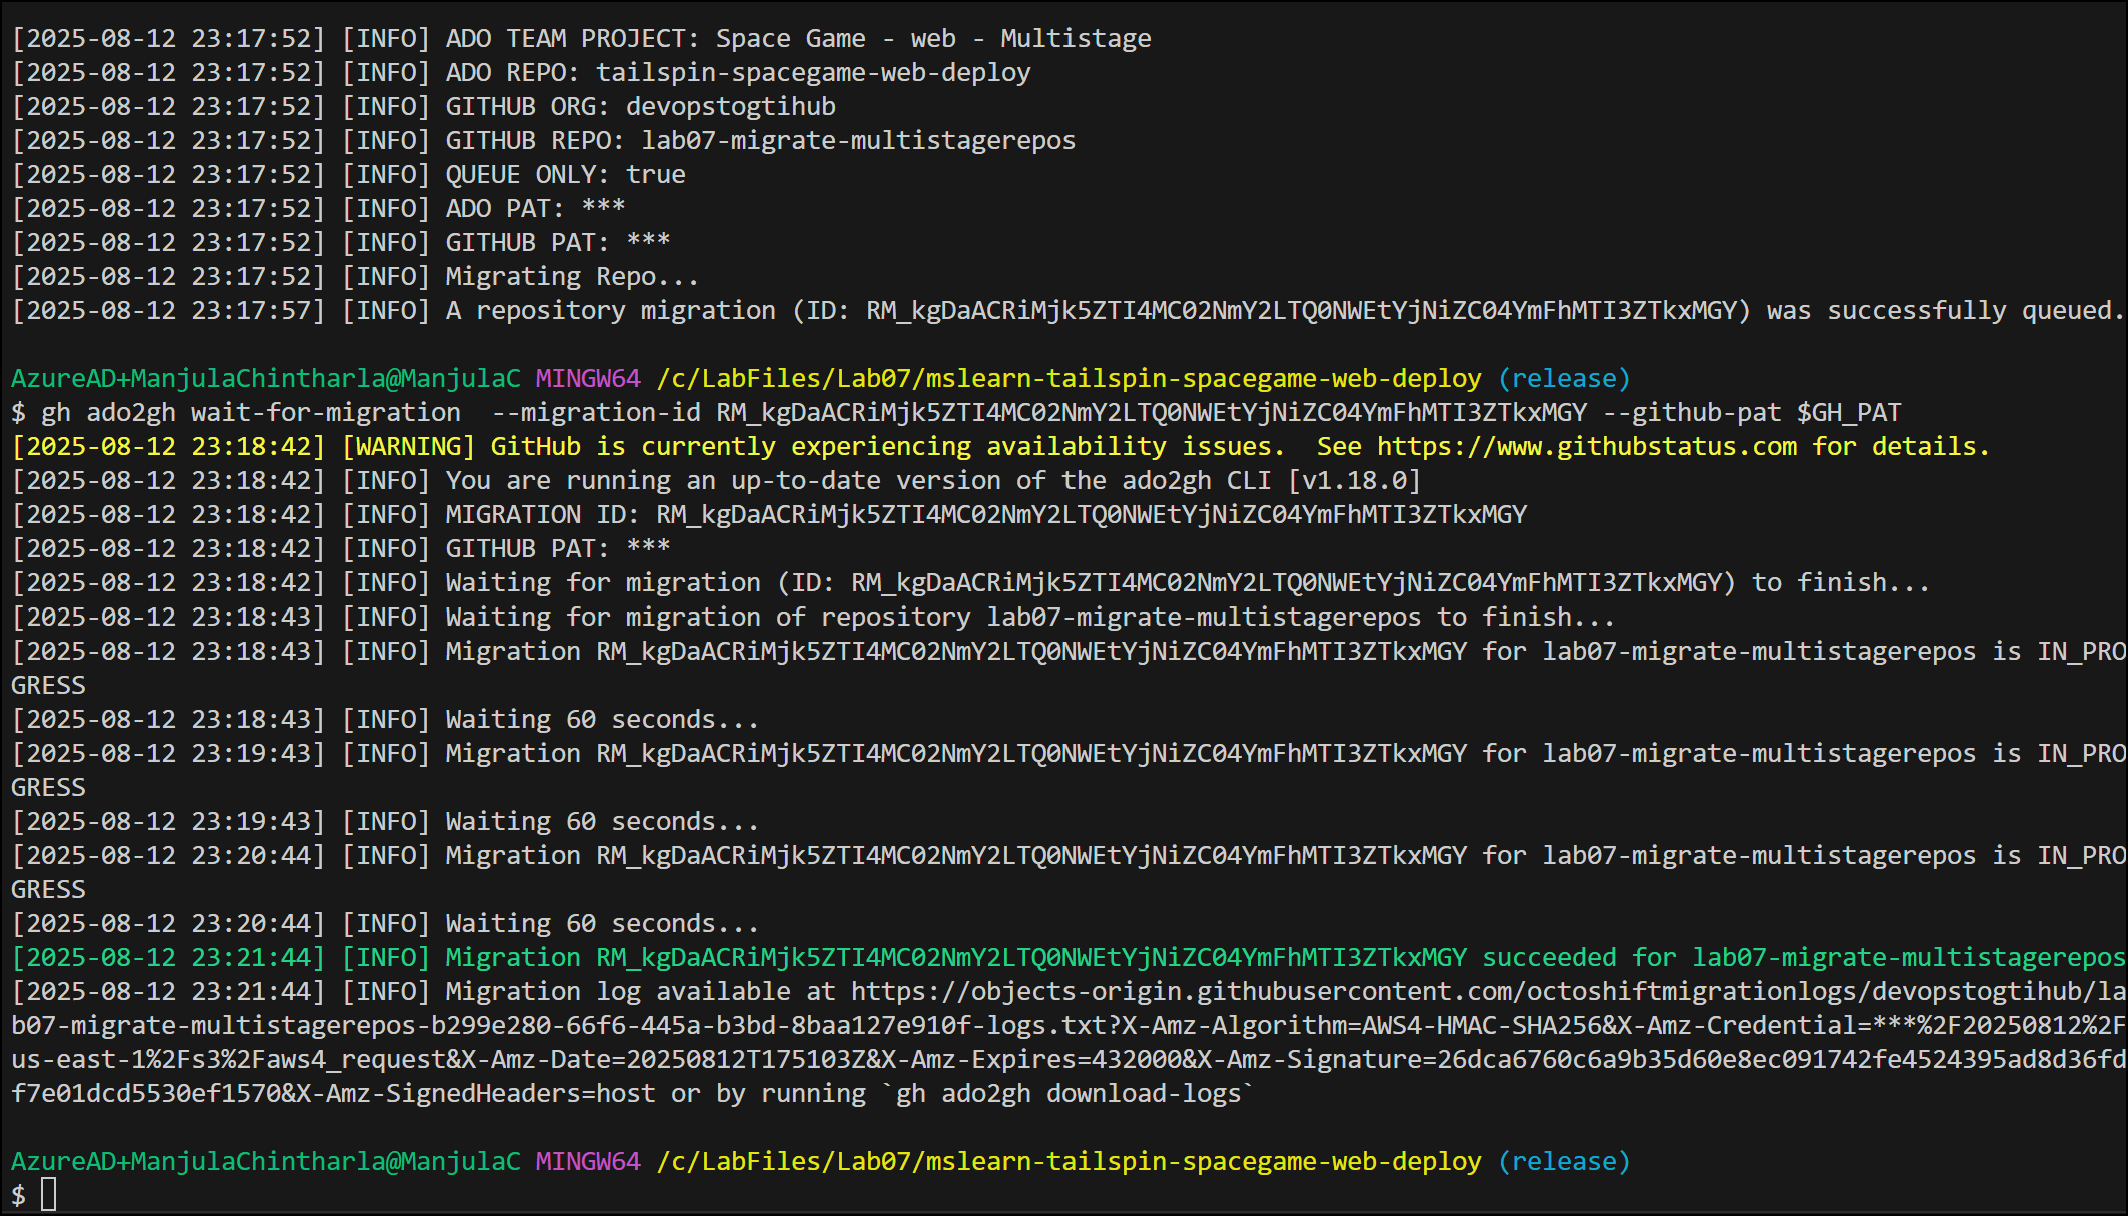 [2025-08-12 23:17:52] [INFO] ADO TEAM PROJECT: Space Game - web - Multistage
[2025-08-12 23:17:52] [INFO] ADO REPO: tailspin-spacegame-web-deploy
[2025-08-12 23:17:52] [INFO] GITHUB ORG: devopstogtihub
[2025-08-12 23:17:52] [INFO] GITHUB REPO: lab07-migrate-multistagerepos
[2025-08-12 23:17:52] [INFO] QUEUE ONLY: true
[2025-08-12 23:17:52] [INFO] ADO PAT: ***
[2025-08-12 23:17:52] [INFO] GITHUB PAT: ***
[2025-08-12 23:17:52] [INFO] Migrating Repo...
[2025-08-12 23:17:57] [INFO] A repository migration (ID: RM_kgDaACRiMjk5ZTI4MC02NmY2LTQ0NWEtYjNiZC04YmFhMTI3ZTkxMGY) was successfully queued.
AzureAD+ManjulaChintharla@ManjulaC MINGW64 /c/LabFiles/Lab07/mslearn-tailspin-spacegame-web-deploy (release)
$ gh ado2gh wait-for-migration  --migration-id RM_kgDaACRiMjk5ZTI4MC02NmY2LTQ0NWEtYjNiZC04YmFhMTI3ZTkxMGY --github-pat $GH_PAT
[2025-08-12 23:18:42] [WARNING] GitHub is currently experiencing availability issues.  See https://www.githubstatus.com for details.
[2025-08-12 23:18:42] [INFO] You are running an up-to-date version of the ado2gh CLI [v1.18.0]
[2025-08-12 23:18:42] [INFO] MIGRATION ID: RM_kgDaACRiMjk5ZTI4MC02NmY2LTQ0NWEtYjNiZC04YmFhMTI3ZTkxMGY
[2025-08-12 23:18:42] [INFO] GITHUB PAT: ***
[2025-08-12 23:18:42] [INFO] Waiting for migration (ID: RM_kgDaACRiMjk5ZTI4MC02NmY2LTQ0NWEtYjNiZC04YmFhMTI3ZTkxMGY) to finish...
[2025-08-12 23:18:43] [INFO] Waiting for migration of repository lab07-migrate-multistagerepos to finish...
[2025-08-12 23:18:43] [INFO] Migration RM_kgDaACRiMjk5ZTI4MC02NmY2LTQ0NWEtYjNiZC04YmFhMTI3ZTkxMGY for lab07-migrate-multistagerepos is IN_PRO
GRESS
[2025-08-12 23:18:43] [INFO] Waiting 60 seconds...
[2025-08-12 23:19:43] [INFO] Migration RM_kgDaACRiMjk5ZTI4MC02NmY2LTQ0NWEtYjNiZC04YmFhMTI3ZTkxMGY for lab07-migrate-multistagerepos is IN_PRO
GRESS
[2025-08-12 23:19:43] [INFO] Waiting 60 seconds...
[2025-08-12 23:20:44] [INFO] Migration RM_kgDaACRiMjk5ZTI4MC02NmY2LTQ0NWEtYjNiZC04YmFhMTI3ZTkxMGY for lab07-migrate-multistagerepos is IN_PRO
GRESS
[2025-08-12 23:20:44] [INFO] Waiting 60 seconds...
[2025-08-12 23:21:44] [INFO] Migration RM_kgDaACRiMjk5ZTI4MC02NmY2LTQ0NWEtYjNiZC04YmFhMTI3ZTkxMGY succeeded for lab07-migrate-multistagerepos
[2025-08-12 23:21:44] [INFO] Migration log available at https://objects-origin.githubusercontent.com/octoshiftmigrationlogs/devopstogtihub/la
b07-migrate-multistagerepos-b299e280-66f6-445a-b3bd-8baa127e910f-logs.txt?X-Amz-Algorithm=AWS4-HMAC-SHA256&X-Amz-Credential=***%2F20250812%2F
us-east-1%2Fs3%2Faws4_request&X-Amz-Date=20250812T175103Z&X-Amz-Expires=432000&X-Amz-Signature=26dca6760c6a9b35d60e8ec091742fe4524395ad8d36fd
f7e01dcd5530ef1570&X-Amz-SignedHeaders=host or by running `gh ado2gh download-logs`
AzureAD+ManjulaChintharla@ManjulaC MINGW64 /c/LabFiles/Lab07/mslearn-tailspin-spacegame-web-deploy (release)
$